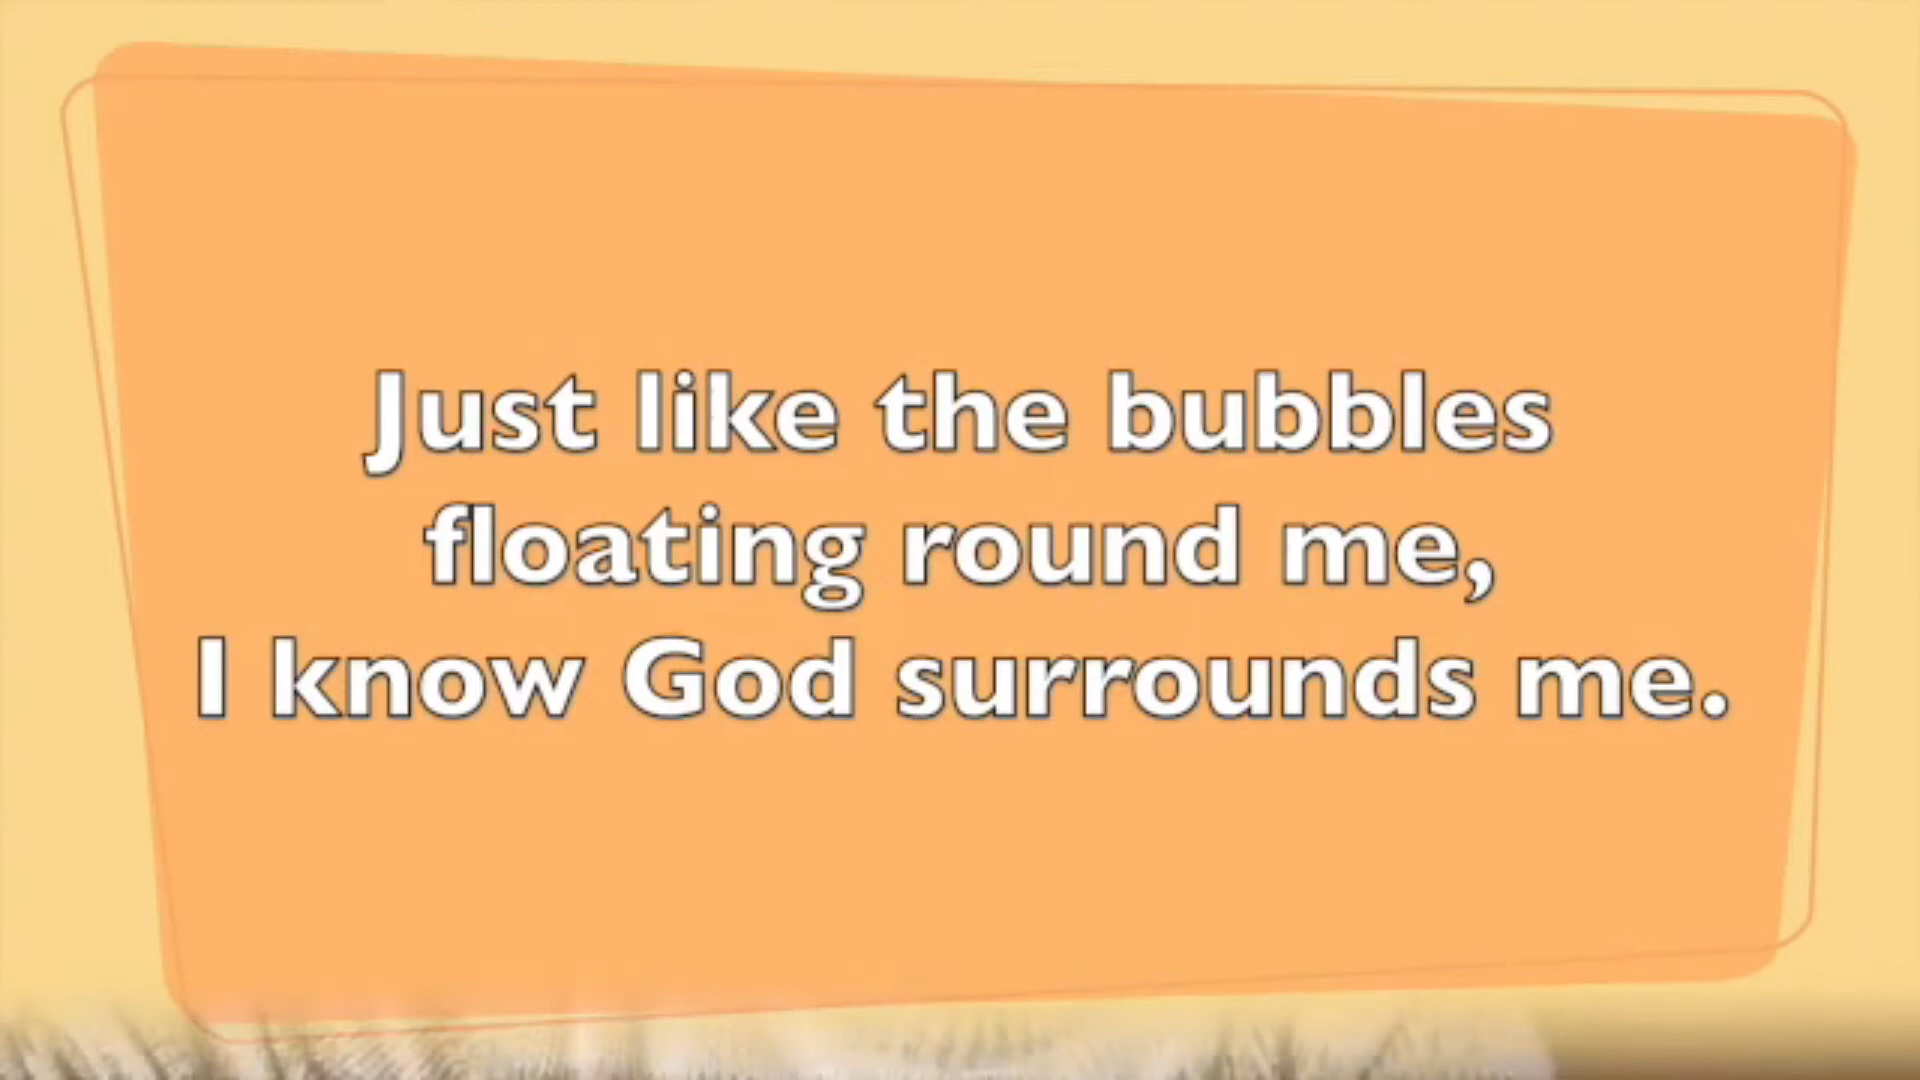 Just like the bubbles
floating round me,
I know God surrounds me.